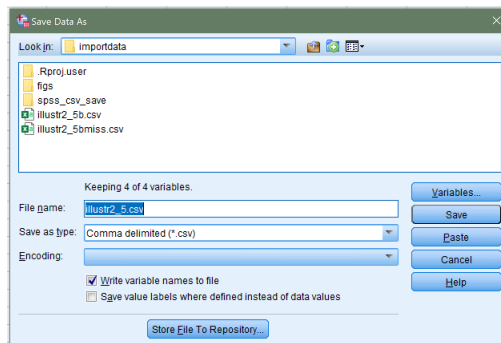 Save Data As
Look in: importdata
.Rproj.user
figs
spss_csv_save
illustr2_5b.csv
illustr2_5bmiss.csv
Keeping 4 of 4 variables.
Variables...
File name: illustr2_5.csv
Save
Save as type: Comma delimited (*.csv)
Paste
Encoding:
Cancel
Write variable names to file
Help
Save value labels where defined instead of data values
Store File To Repository...